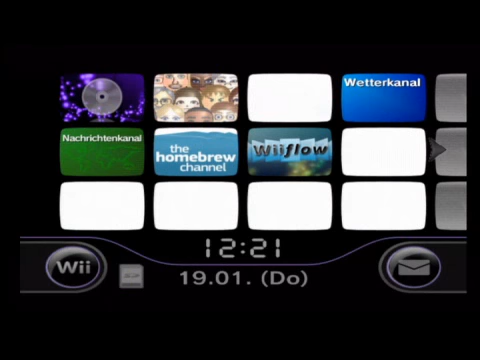 Wetterkanal
Nachrichtenkanal
the
homebrew
channel
Wiiflow
12:21
Wii
19.01. (Do)